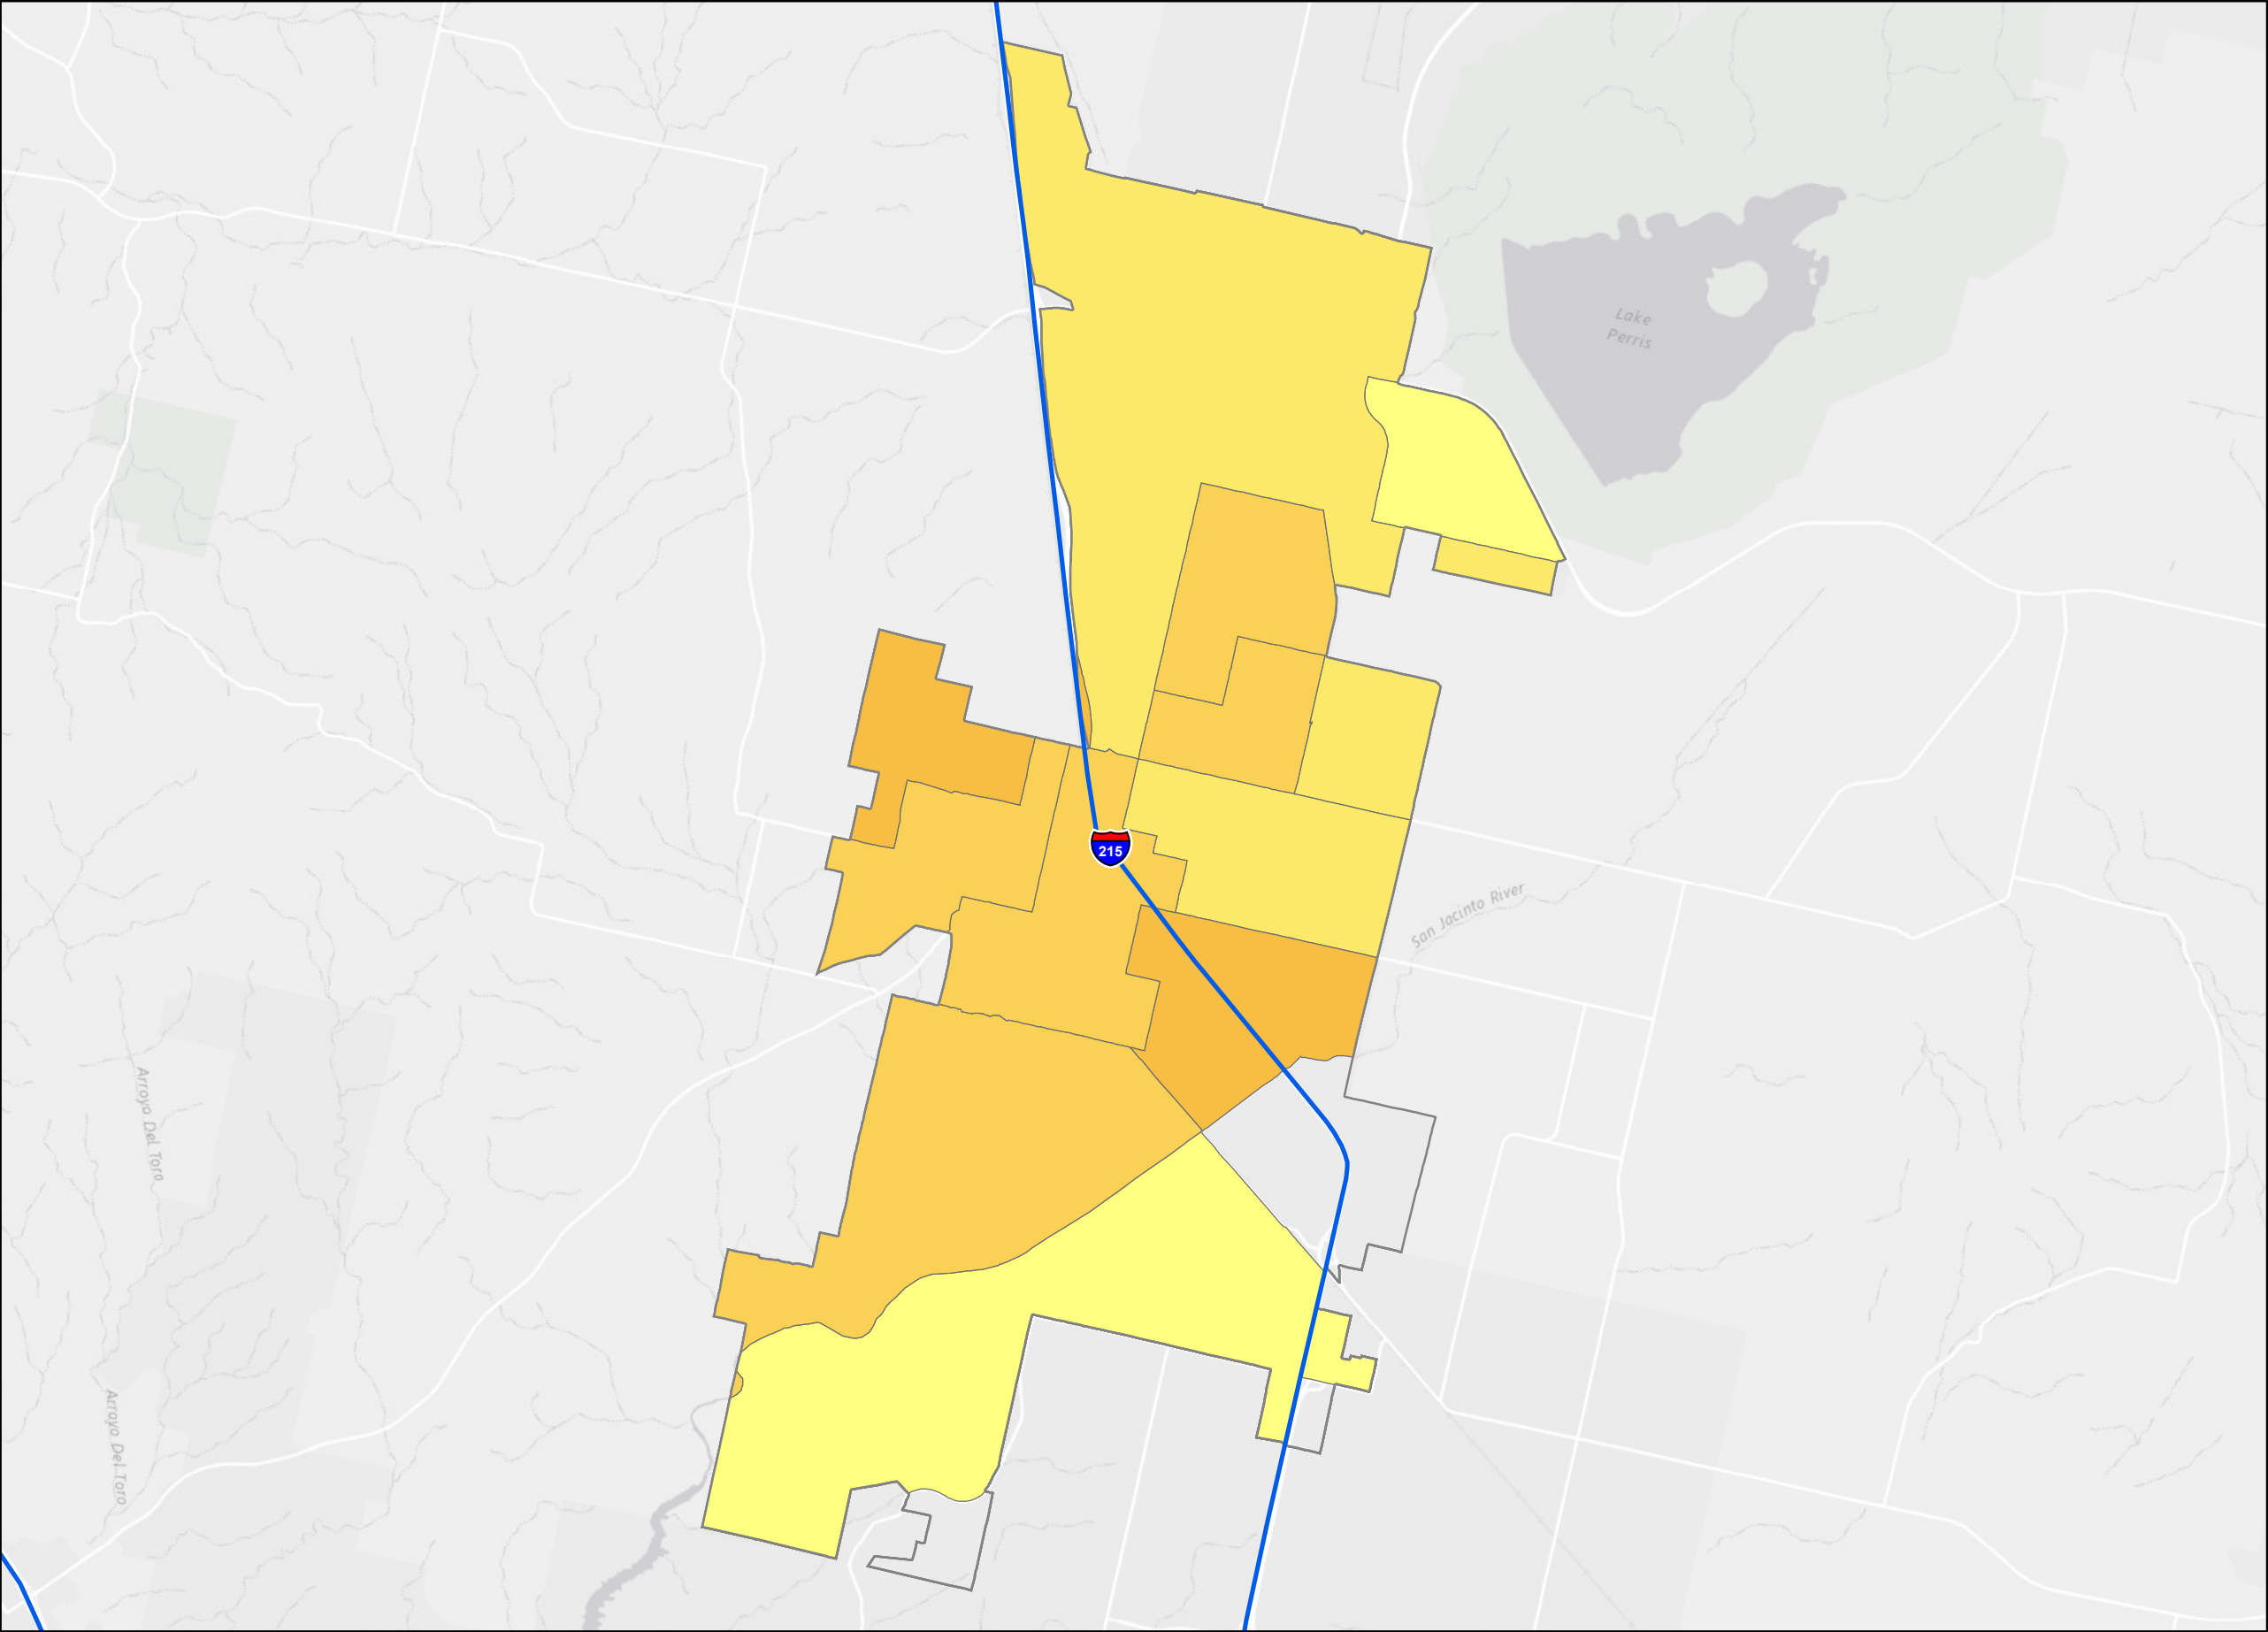 Lake
Perris
215
San Jacinto River
Arroyo Del Toro
Arroyo Del Toro